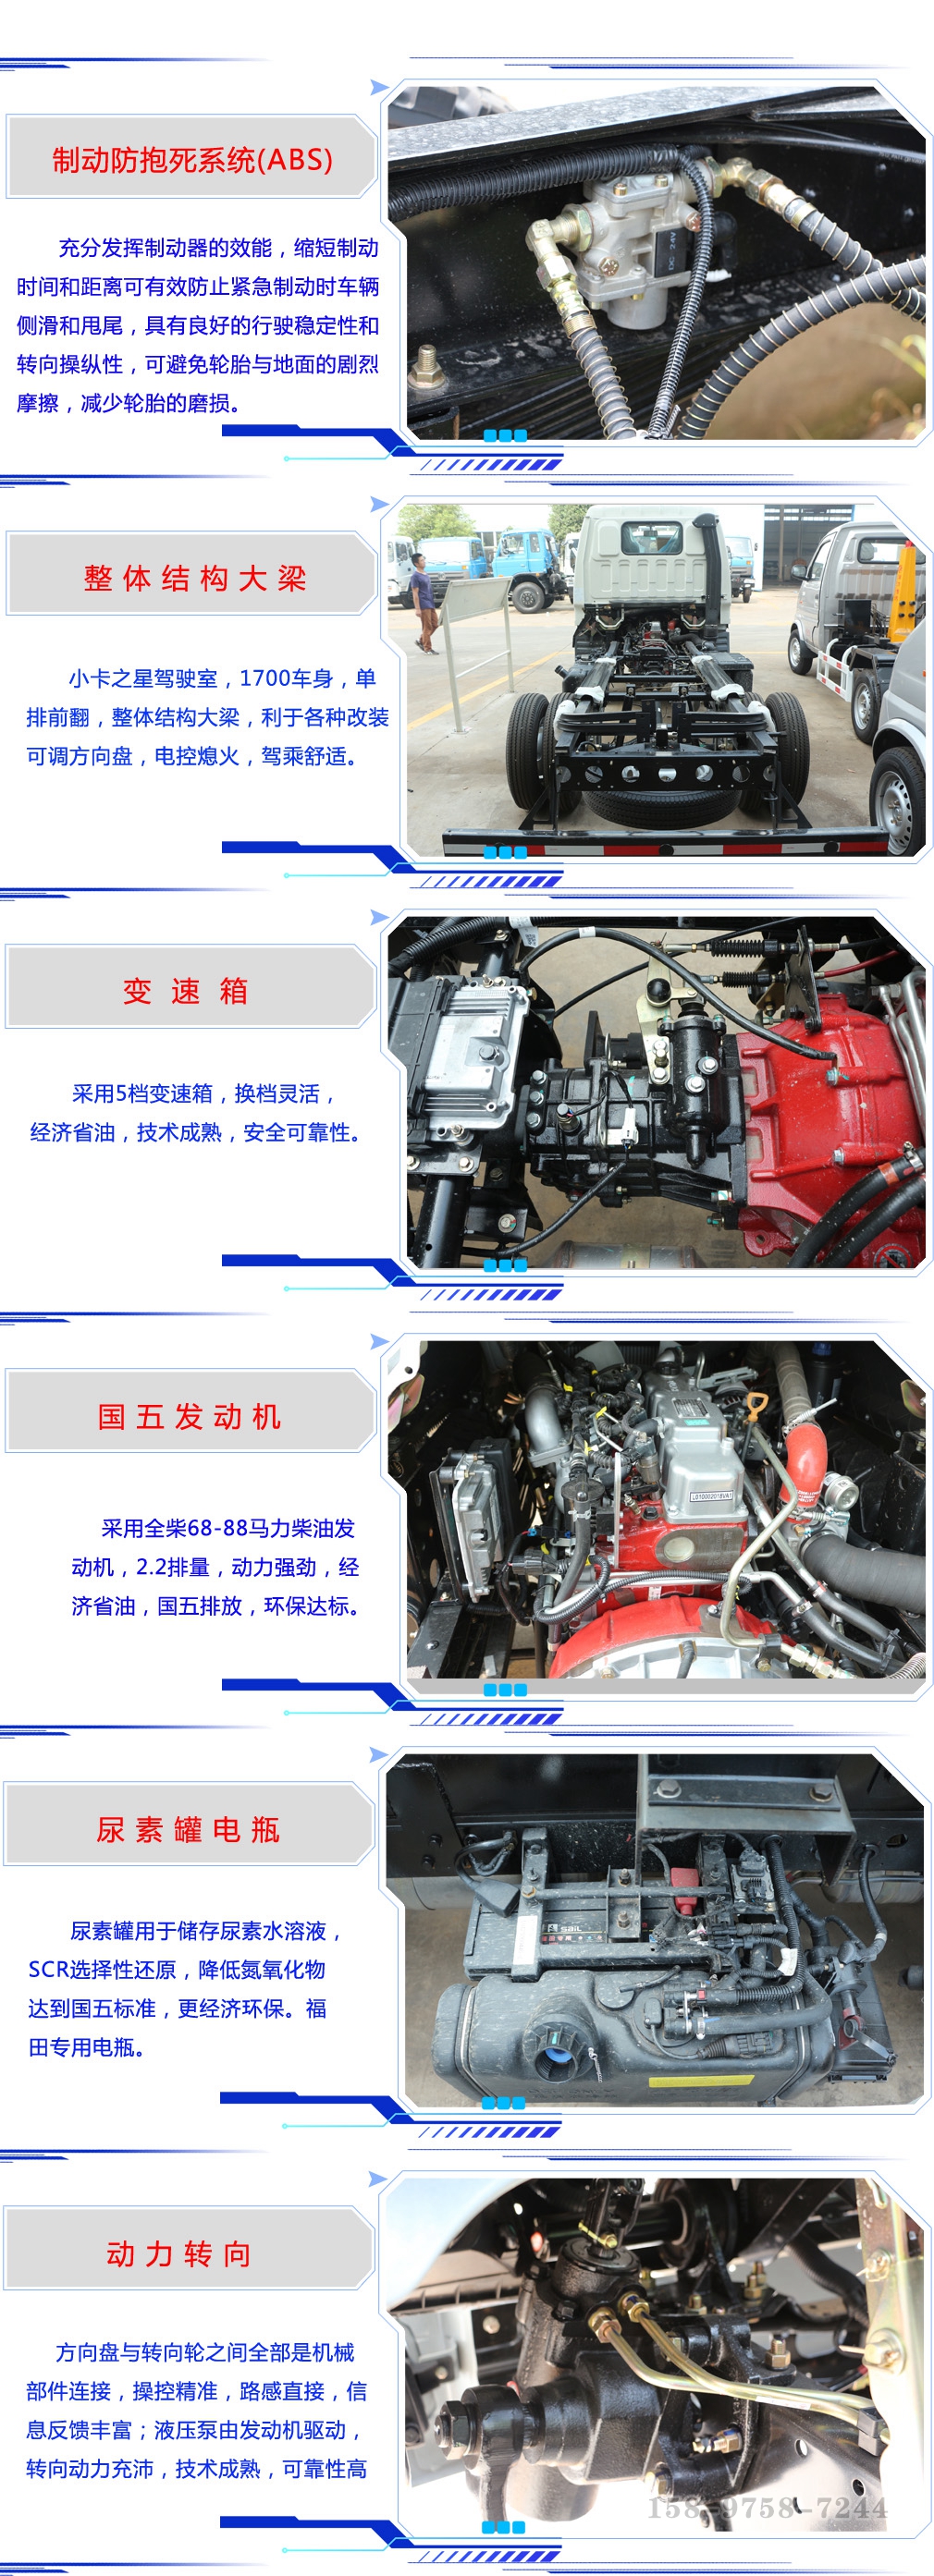 制动防抱死系统(ABS)
充分发挥制动器的效能，缩短制动
时间和距离可有效防止紧急制动时车辆
侧滑和甩尾，具有良好的行驶稳定性和
转向操纵性，可避免轮胎与地面的剧烈
摩擦，减少轮胎的磨损。
DC 24V
整体结构大梁
小卡之星驾驶室，1700车身，单
排前翻，整体结构大梁，利于各种改装
可调方向盘，电控熄火，驾乘舒适。
变速箱
采用5档变速箱，换档灵活，
经济省油，技术成熟，安全可靠性。
国五发动机
采用全柴68-88马力柴油发
动机，2.2排量，动力强劲，经
济省油，国五排放，环保达标。
尿素罐电瓶
尿素罐用于储存尿素水溶液，
SCR选择性还原，降低氮氧化物
达到国五标准，更经济环保。福
田专用电瓶。
sail
动力转向
方向盘与转向轮之间全部是机械
部件连接，操控精准，路感直接，信
息反馈丰富；液压泵由发动机驱动，
转向动力充沛，技术成熟，可靠性高
158-9758-7244